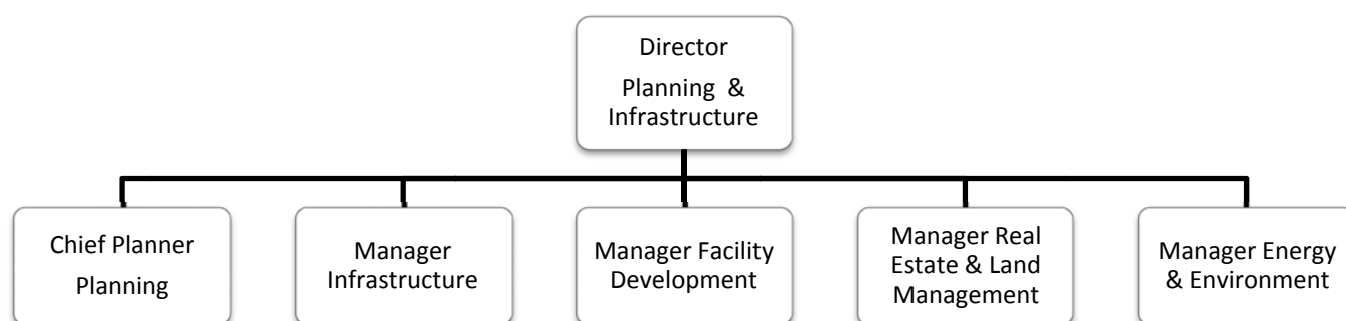 Director
Planning &
Infrastructure
Chief Planner
Planning
Manager
Infrastructure
Manager Facility
Development
Manager Real
Estate & Land
Management
Manager Energy
& Environment